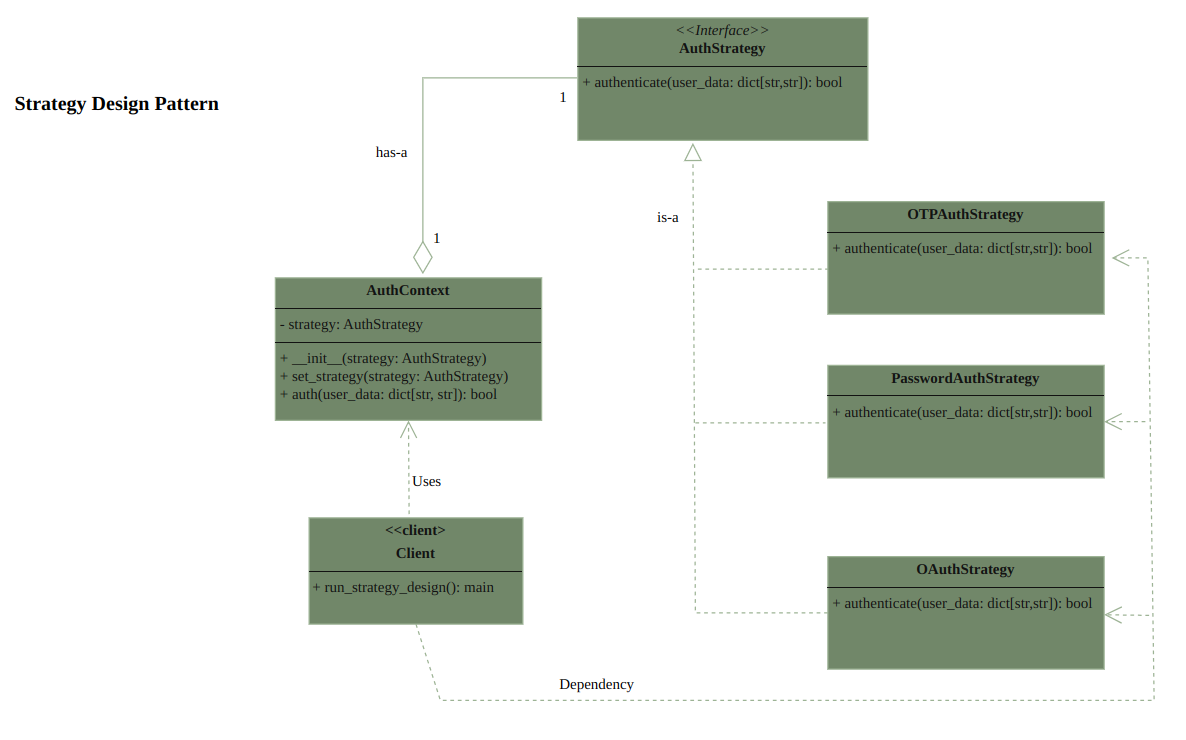 <<Interface>>
AuthStrategy
+ authenticate(user_data: dict[str,str]): bool
1
Strategy Design Pattern
has-a
1
is-a
OTPAuthStrategy
+ authenticate(user_data: dict[str,str]): bool
AuthContext
- strategy: AuthStrategy
+ __init__(strategy: AuthStrategy)
+ set_strategy(strategy: AuthStrategy)
+ auth(user_data: dict[str, str]): bool
PasswordAuthStrategy
+ authenticate(user_data: dict[str,str]): bool
Uses
<<client>
Client
+ run_strategy_design(): main
OAuthStrategy
+ authenticate(user_data: dict[str,str]): bool
Dependency